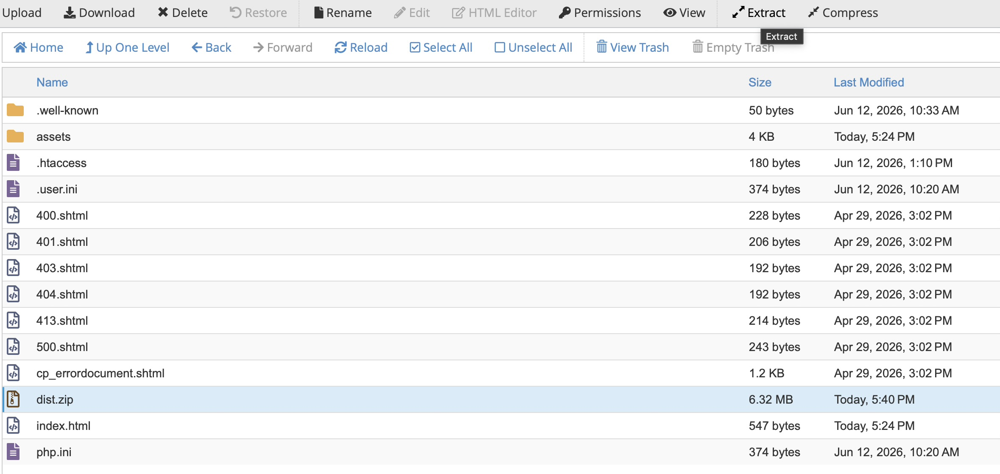 Upload Download Delete Restore Rename Edit HTML Editor Permissions View Extract Compress
Extract
Home Up One Level Back Forward Reload Select All Unselect All View Trash Empty Trash
Name Size Last Modified
.well-known 50 bytes Jun 12, 2026, 10:33 AM
assets 4 KB Today, 5:24 PM
.htaccess 180 bytes Jun 12, 2026, 1:10 PM
.user.ini 374 bytes Jun 12, 2026, 10:20 AM
400.shtml 228 bytes Apr 29, 2026, 3:02 PM
401.shtml 206 bytes Apr 29, 2026, 3:02 PM
403.shtml 192 bytes Apr 29, 2026, 3:02 PM
404.shtml 192 bytes Apr 29, 2026, 3:02 PM
413.shtml 214 bytes Apr 29, 2026, 3:02 PM
500.shtml 243 bytes Apr 29, 2026, 3:02 PM
cp_errordocument.shtml 1.2 KB Apr 29, 2026, 3:02 PM
dist.zip 6.32 MB Today, 5:40 PM
index.html 547 bytes Today, 5:24 PM
php.ini 374 bytes Jun 12, 2026, 10:20 AM